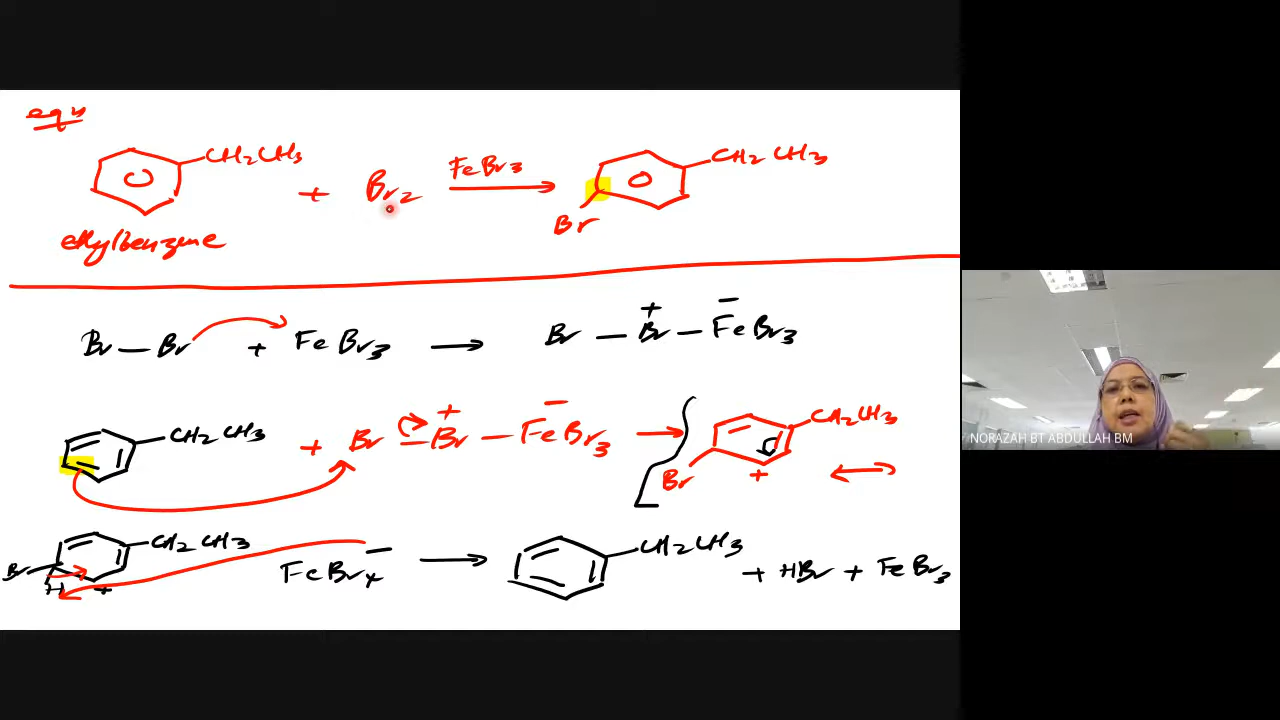 eqn
CH2CH3
+ Br2 FeBr3 CH2CH3
Br
ethylbenzene
Br — Br + FeBr3 → Br — Br — FeBr3
+ −
CH2CH3 + Br — Br — FeBr3 → CH2CH3
+ −
Br + ↔
Br CH2CH3 FeBr4 − → CH2CH3 + HBr + FeBr3
H +
NORAZAH BT ABDULLAH BM